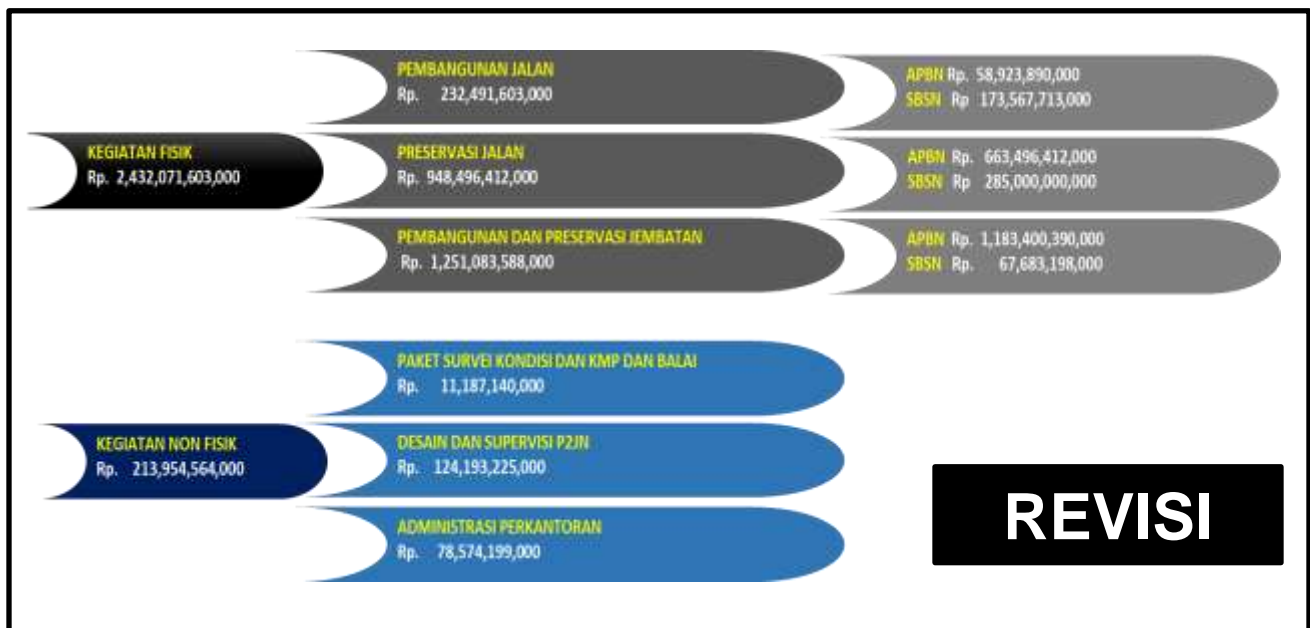 PEMBANGUNAN JALAN
Rp. 232,491,603,000
APBN Rp. 58,923,890,000
SBSN Rp 173,567,713,000
KEGIATAN FISIK
Rp. 2,432,071,603,000
PRESERVASI JALAN
Rp. 948,496,412,000
APBN Rp. 663,496,412,000
SBSN Rp 285,000,000,000
PEMBANGUNAN DAN PRESERVASI JEMBATAN
Rp. 1,251,083,588,000
APBN Rp. 1,183,400,390,000
SBSN Rp. 67,683,198,000
PAKET SURVEI KONDISI DAN KMP DAN BALAI
Rp. 11,187,140,000
KEGIATAN NON FISIK
Rp. 213,954,564,000
DESAIN DAN SUPERVISI P2JN
Rp. 124,193,225,000
ADMINISTRASI PERKANTORAN
Rp. 78,574,199,000
REVISI